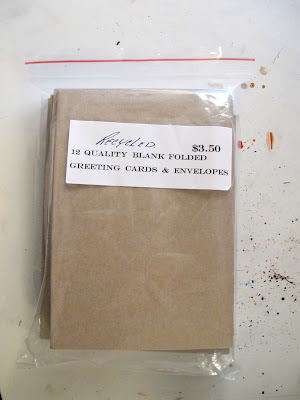 Recycled $3.50
12 QUALITY BLANK FOLDED
GREETING CARDS & ENVELOPES